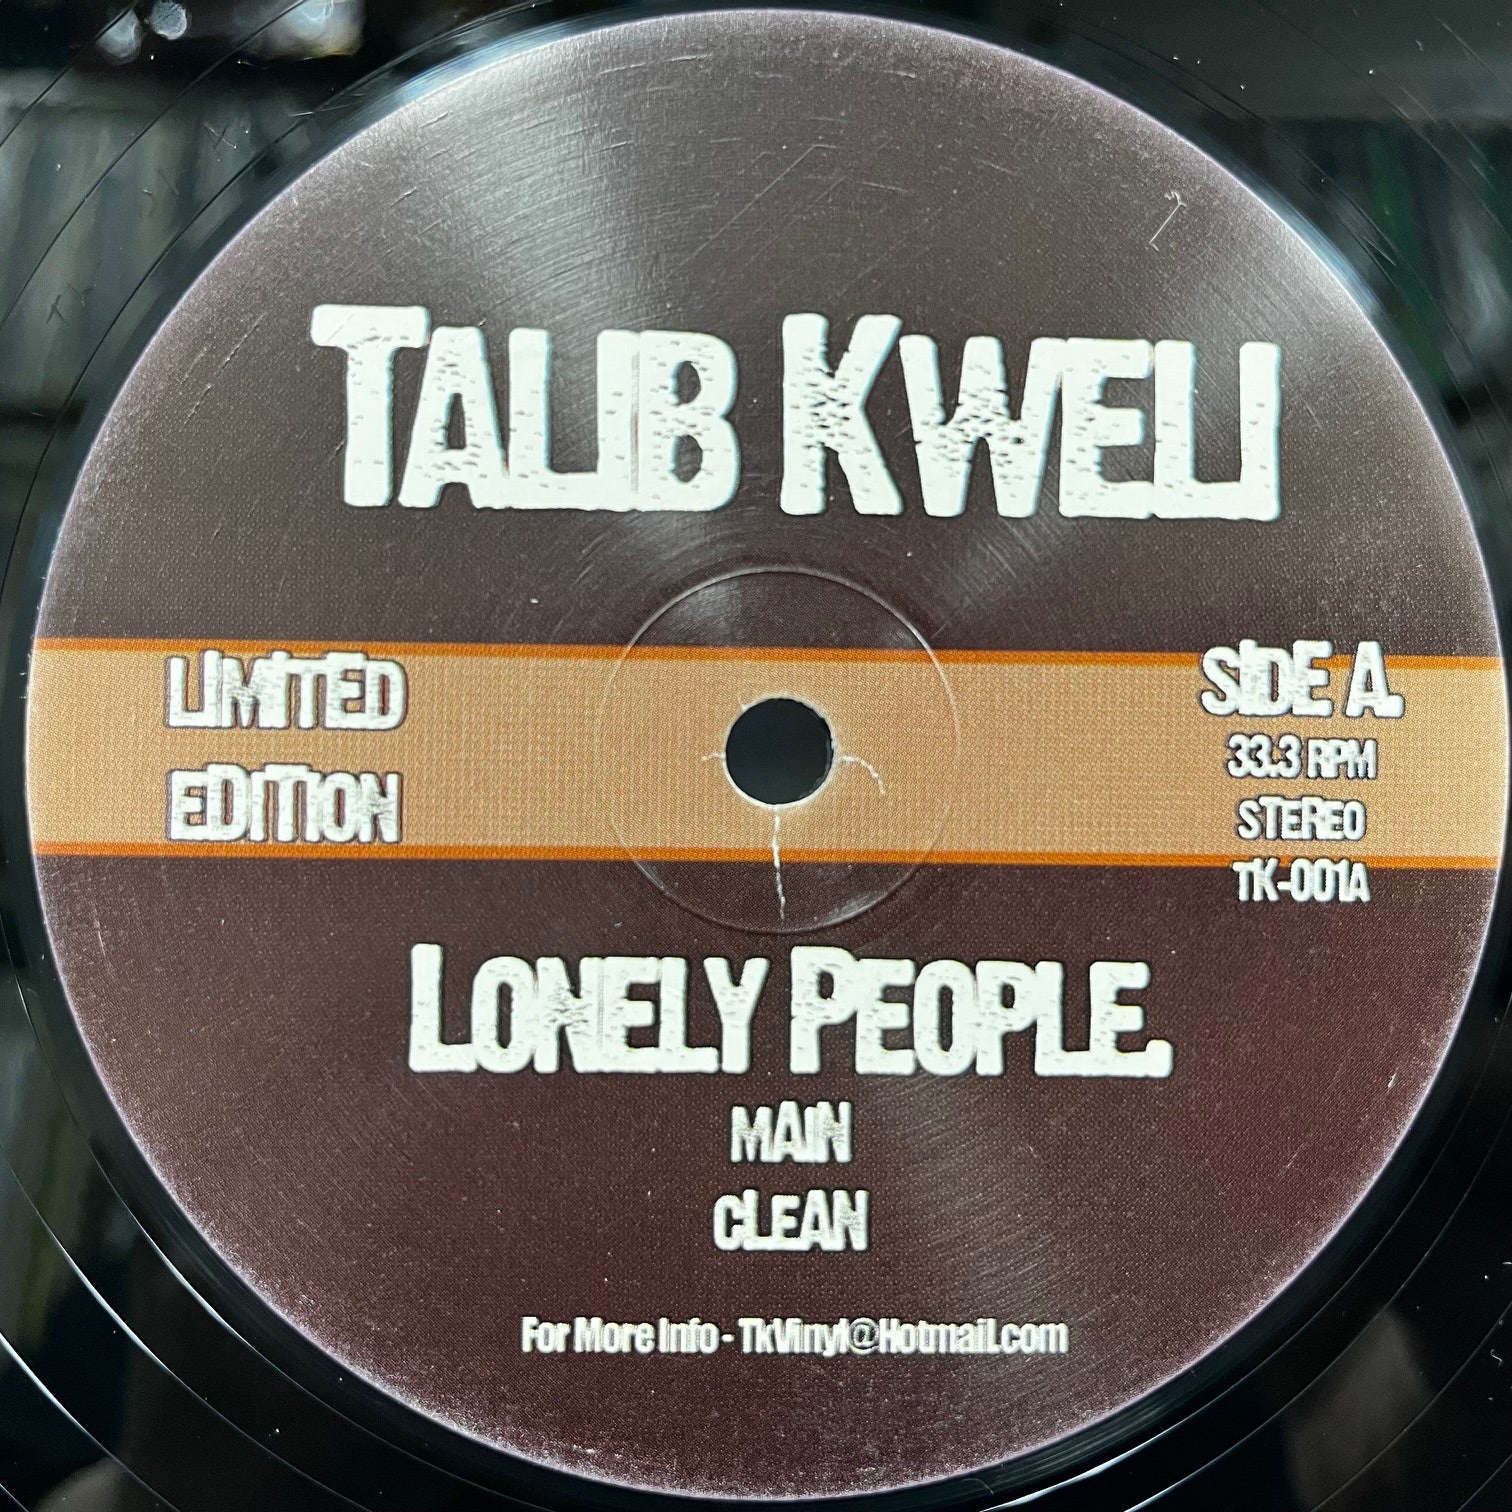 Talib Kweli
LIMITED
EDITION
SIDE A.
33.3 RPM
STEREO
TK-001A
Lonely People.
MAIN
CLEAN
For More Info - TkVinyl@Hotmail.com